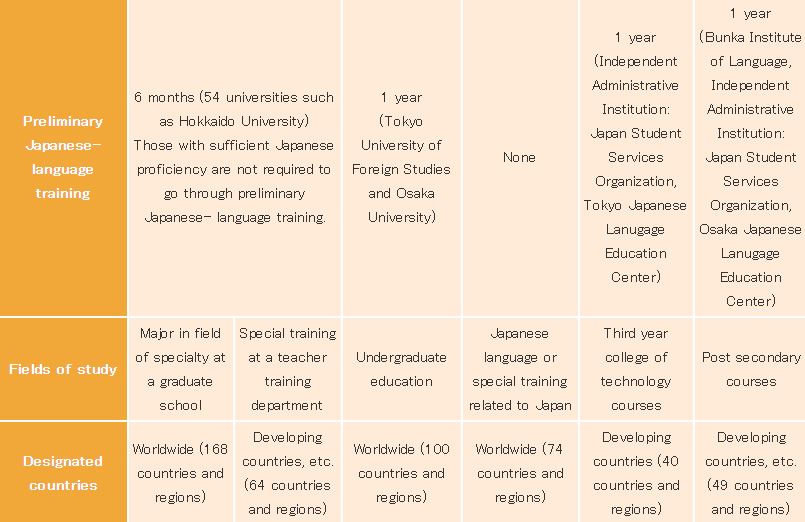 Preliminary
Japanese-
language
training
6 months (54 universities such
as Hokkaido University)
Those with sufficient Japanese
proficiency are not required to
go through preliminary
Japanese- language training.
1 year
(Tokyo
University of
Foreign Studies
and Osaka
University)
None
1 year
(Independent
Administrative
Institution:
Japan Student
Services
Organization,
Tokyo Japanese
Lanugage
Education
Center)
1 year
(Bunka Institute
of Language,
Independent
Administrative
Institution:
Japan Student
Services
Organization,
Osaka Japanese
Lanugage
Education
Center)
Fields of study
Major in field
of specialty at
a graduate
school
Special training
at a teacher
training
department
Undergraduate
education
Japanese
language or
special training
related to Japan
Third year
college of
technology
courses
Post secondary
courses
Designated
countries
Worldwide (168
countries and
regions)
Developing
countries, etc.
(64 countries
and regions)
Worldwide (100
countries and
regions)
Worldwide (74
countries and
regions)
Developing
countries (40
countries and
regions)
Developing
countries, etc.
(49 countries
and regions)